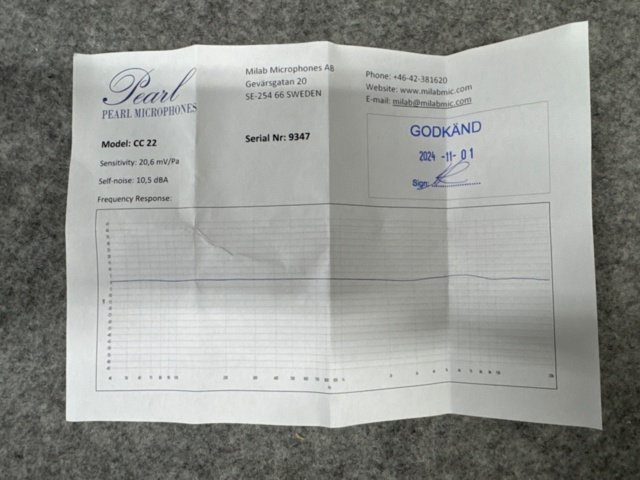 Pearl
PEARL MICROPHONES
Milab Microphones AB
Gevärsgatan 20
SE-254 66 SWEDEN
Phone: +46-42-381620
Website: www.milabmic.com
E-mail: milab@milabmic.com
Model: CC 22
Serial Nr: 9347
Sensitivity: 20,6 mV/Pa
Self-noise: 10,5 dBA
Frequency Response:
GODKÄND
2024 -11- 01
Sign: